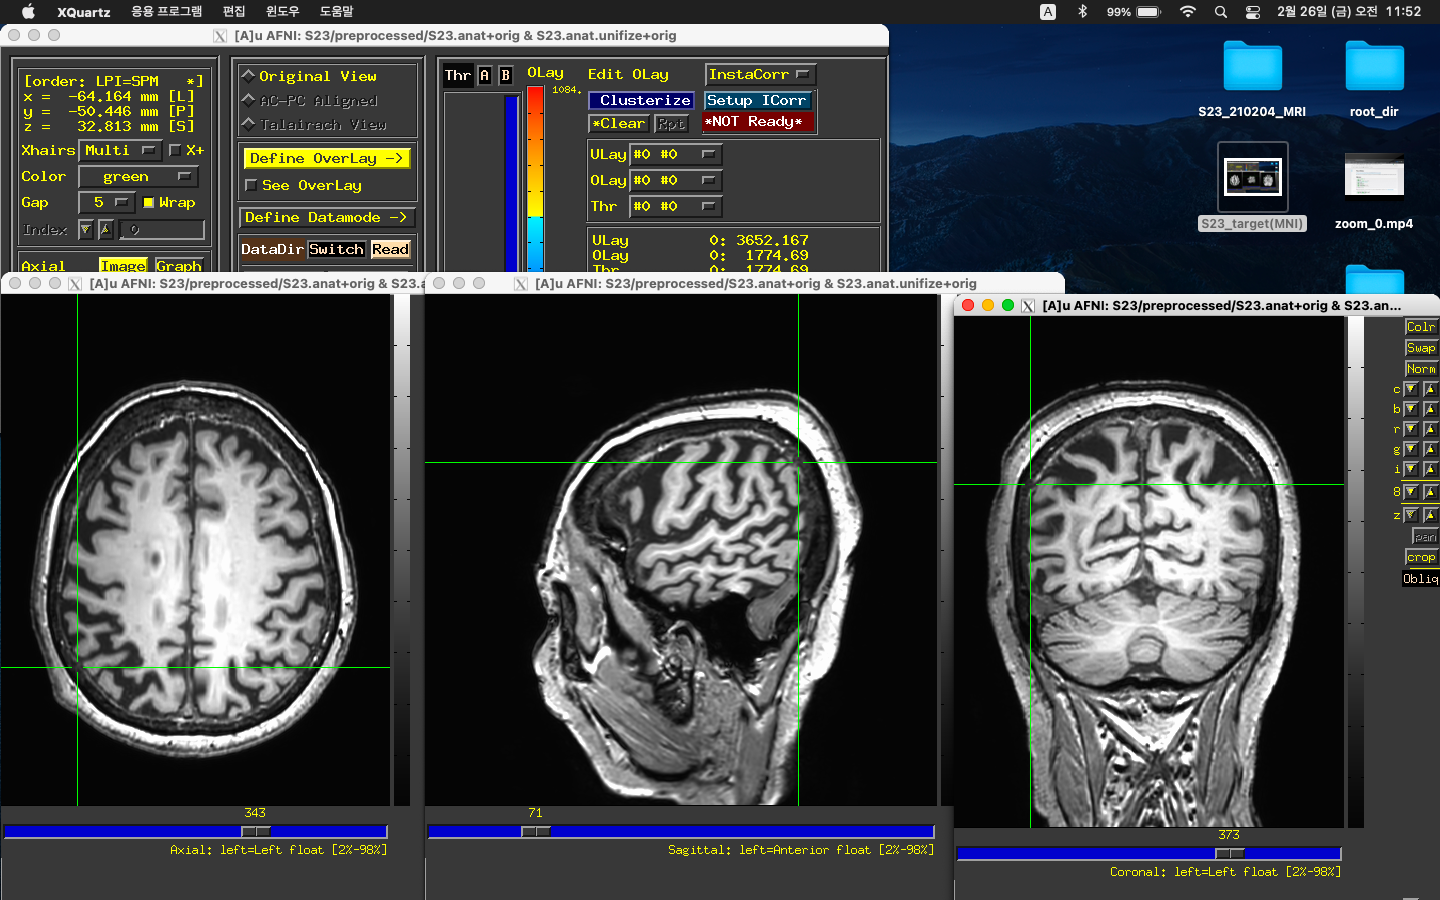 XQuartz 응용 프로그램 편집 윈도우 도움말 A 99% 2월 26일 (금) 오전 11:52
[A]u AFNI: S23/preprocessed/S23.anat+orig & S23.anat.unifize+orig
[order: LPI=SPM *]
x = -64.164 mm [L]
y = -50.446 mm [P]
z = 32.813 mm [S]
Xhairs Multi X+
Color green
Gap 5 Wrap
Index 0
Axial Image Graph
Original View
AC-PC Aligned
Talairach View
Define OverLay ->
See OverLay
Define Datamode ->
DataDir Switch Read
Thr A B OLay
1084.
Edit OLay InstaCorr
Clusterize Setup ICorr
*Clear Rpt *NOT Ready*
ULay #0 #0
OLay #0 #0
Thr #0 #0
ULay 0: 3652.167
OLay 0: 1774.69
Thr 0: 1774.69
S23_210204_MRI
root_dir
S23_target(MNI)
zoom_0.mp4
[A]u AFNI: S23/preprocessed/S23.anat+orig & S23.a
343
Axial: left=Left float [2%-98%]
[A]u AFNI: S23/preprocessed/S23.anat+orig & S23.anat.unifize+orig
71
Sagittal: left=Anterior float [2%-98%]
[A]u AFNI: S23/preprocessed/S23.anat+orig & S23.an...
Colr
Swap
Norm
c
b
r
g
i
8
z
pan
crop
Obliq
373
Coronal: left=Left float [2%-98%]